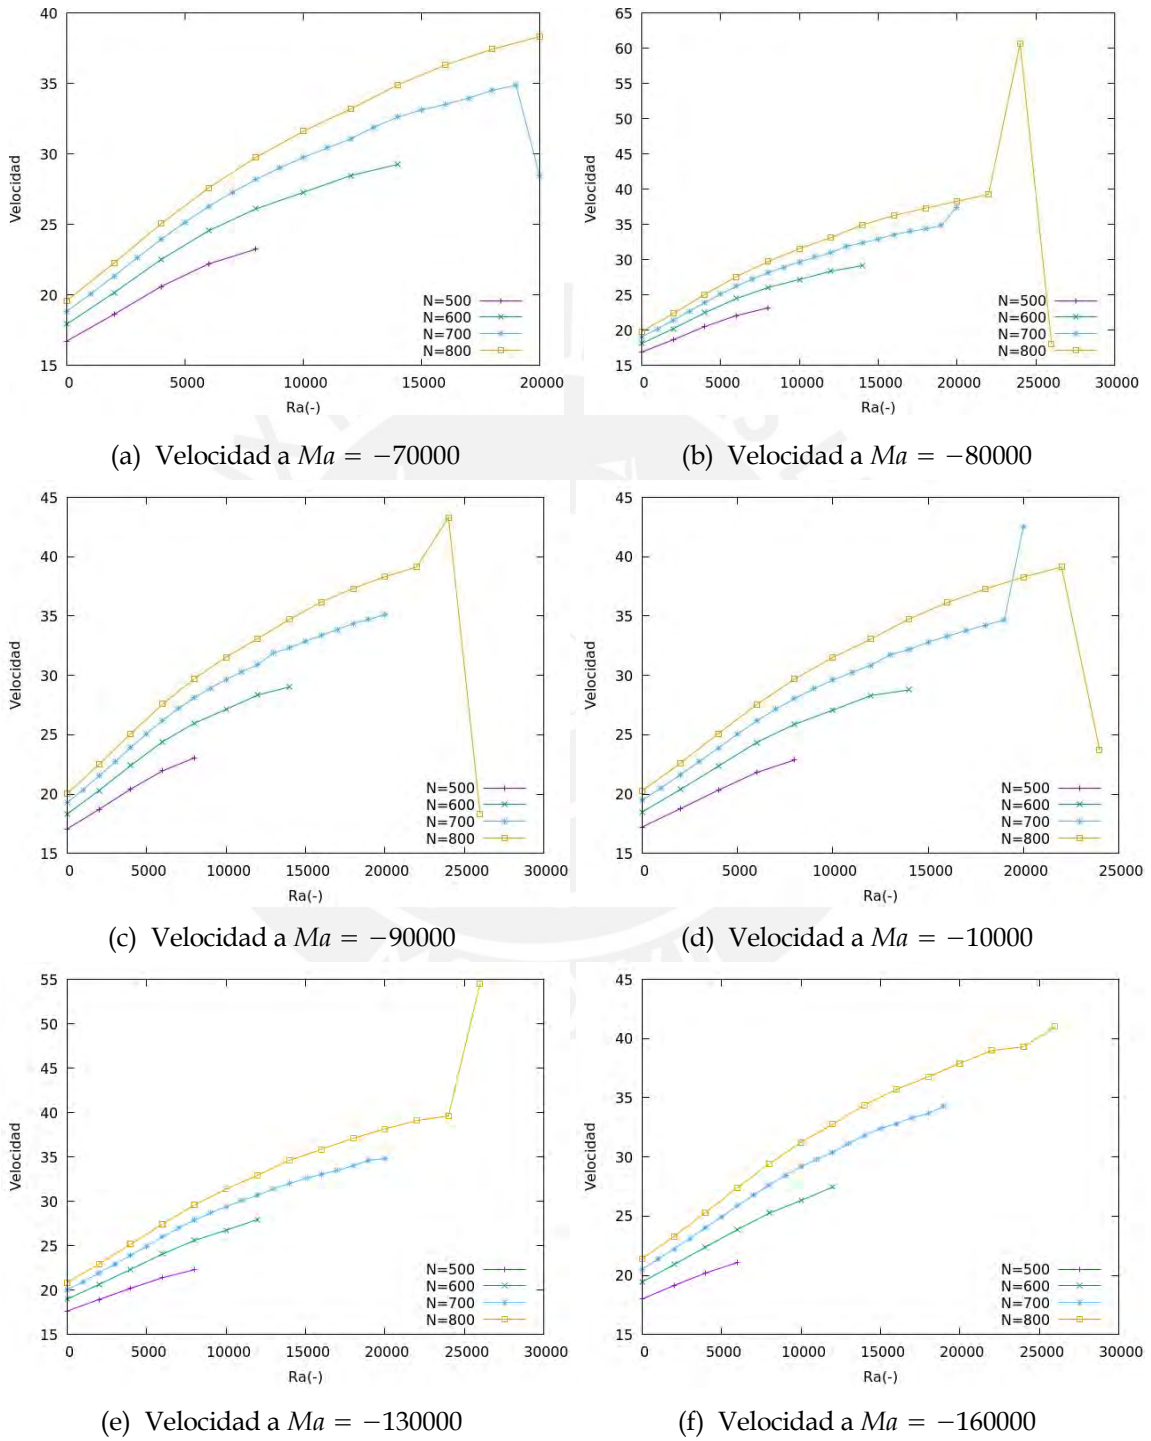 40
35
30
25
20
15
Velocidad
0 5000 10000 15000 20000
Ra(-)
N=500
N=600
N=700
N=800
(a) Velocidad a Ma = −70000
65
60
55
50
45
40
35
30
25
20
15
Velocidad
0 5000 10000 15000 20000 25000 30000
Ra(-)
N=500
N=600
N=700
N=800
(b) Velocidad a Ma = −80000
45
40
35
30
25
20
15
Velocidad
0 5000 10000 15000 20000 25000 30000
Ra(-)
N=500
N=600
N=700
N=800
(c) Velocidad a Ma = −90000
45
40
35
30
25
20
15
Velocidad
0 5000 10000 15000 20000 25000
Ra(-)
N=500
N=600
N=700
N=800
(d) Velocidad a Ma = −10000
55
50
45
40
35
30
25
20
15
Velocidad
0 5000 10000 15000 20000 25000 30000
Ra(-)
N=500
N=600
N=700
N=800
(e) Velocidad a Ma = −130000
45
40
35
30
25
20
15
Velocidad
0 5000 10000 15000 20000 25000 30000
Ra(-)
N=500
N=600
N=700
N=800
(f) Velocidad a Ma = −160000